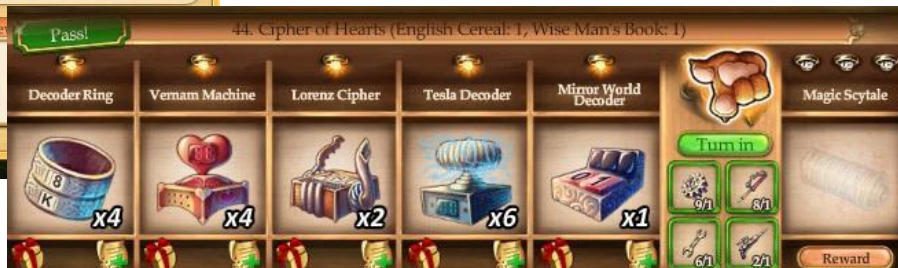 Pass!
44. Cipher of Hearts (English Cereal: 1, Wise Man's Book: 1)
Decoder Ring
Vernam Machine
Lorenz Cipher
Tesla Decoder
Mirror World
Decoder
Magic Scytale
Turn in
8
K
x4
x4
x2
x6
x1
9/1
8/1
6/1
2/1
Reward